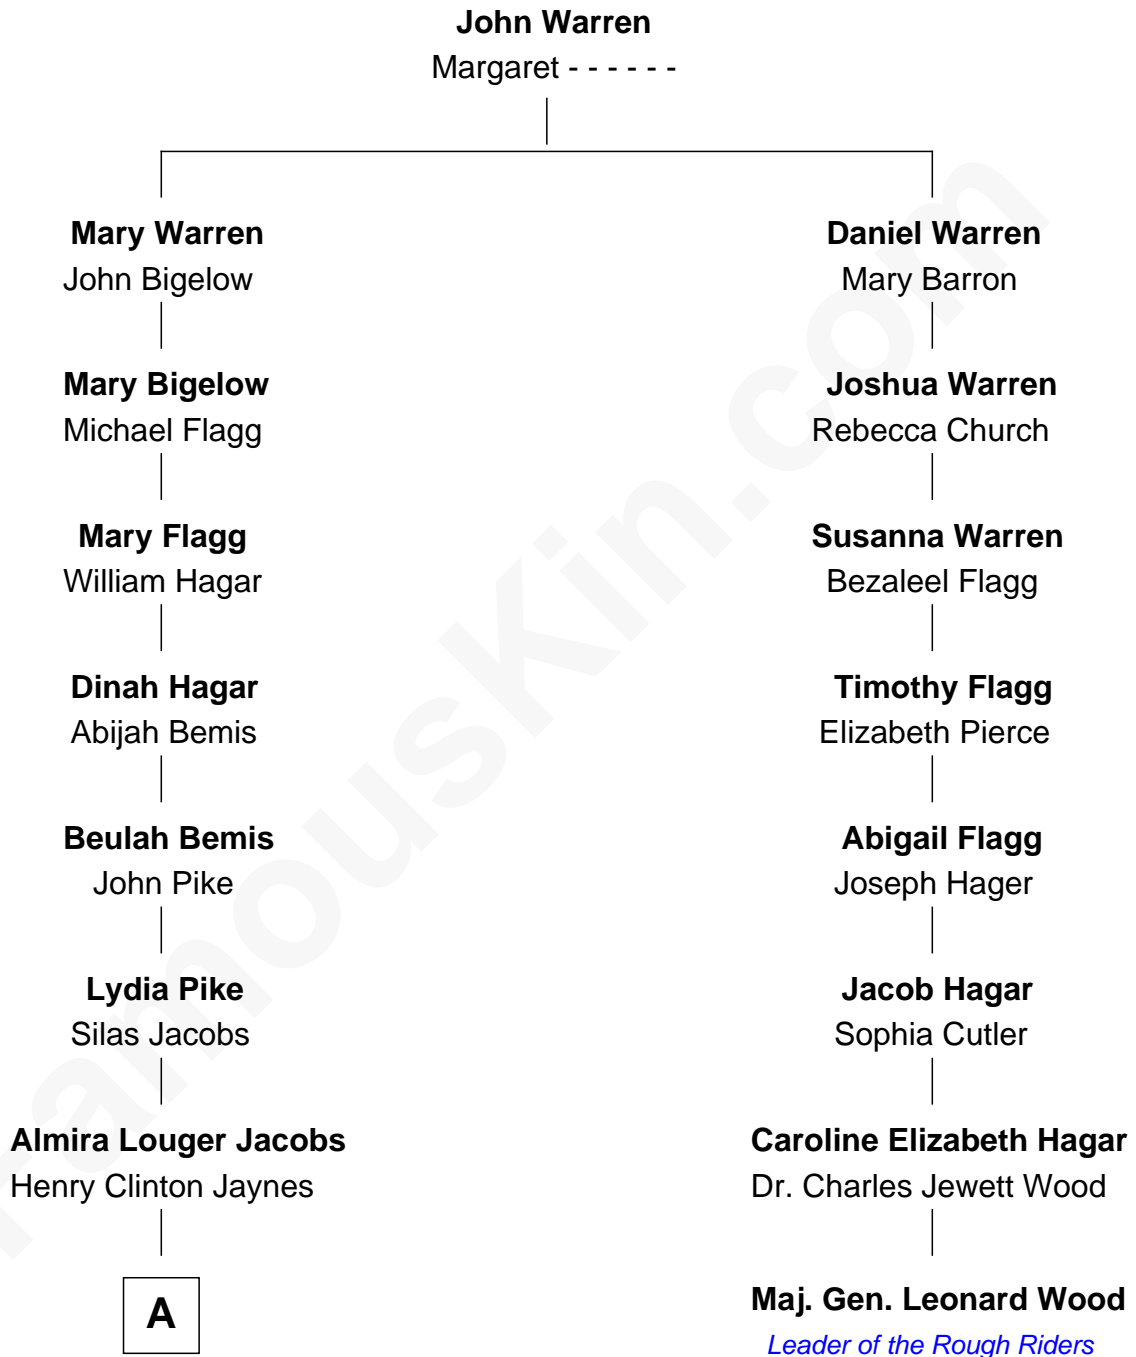 John Warren
Margaret - - - - - -
Mary Warren
John Bigelow
Daniel Warren
Mary Barron
Mary Bigelow
Michael Flagg
Joshua Warren
Rebecca Church
Mary Flagg
William Hagar
Susanna Warren
Bezaleel Flagg
Dinah Hagar
Abijah Bemis
Timothy Flagg
Elizabeth Pierce
Beulah Bemis
John Pike
Abigail Flagg
Joseph Hager
Lydia Pike
Silas Jacobs
Jacob Hagar
Sophia Cutler
Almira Louger Jacobs
Henry Clinton Jaynes
Caroline Elizabeth Hagar
Dr. Charles Jewett Wood
A
Maj. Gen. Leonard Wood
Leader of the Rough Riders
FamousKin.com